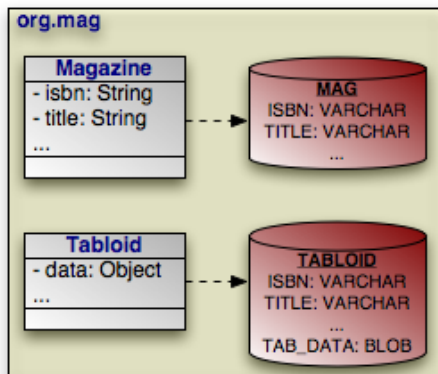 org.mag
Magazine
- isbn: String
- title: String
...
MAG
ISBN: VARCHAR
TITLE: VARCHAR
...
Tabloid
- data: Object
...
TABLOID
ISBN: VARCHAR
TITLE: VARCHAR
...
TAB_DATA: BLOB